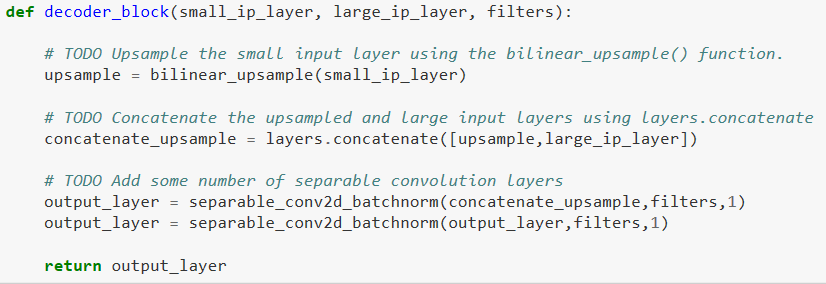 def decoder_block(small_ip_layer, large_ip_layer, filters):
# TODO Upsample the small input layer using the bilinear_upsample() function.
upsample = bilinear_upsample(small_ip_layer)
# TODO Concatenate the upsampled and large input layers using layers.concatenate
concatenate_upsample = layers.concatenate([upsample,large_ip_layer])
# TODO Add some number of separable convolution layers
output_layer = separable_conv2d_batchnorm(concatenate_upsample,filters,1)
output_layer = separable_conv2d_batchnorm(output_layer,filters,1)
return output_layer